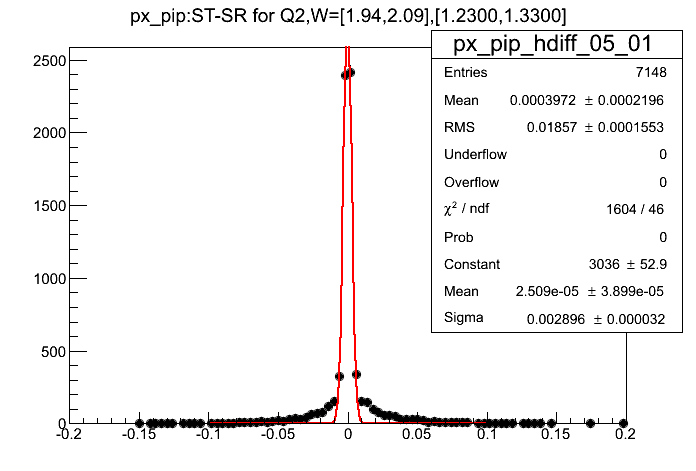 px_pip:ST-SR for Q2,W=[1.94,2.09],[1.2300,1.3300]
px_pip_hdiff_05_01
Entries 7148
Mean 0.0003972 ± 0.0002196
RMS 0.01857 ± 0.0001553
Underflow 0
Overflow 0
χ² / ndf 1604 / 46
Prob 0
Constant 3036 ± 52.9
Mean 2.509e-05 ± 3.899e-05
Sigma 0.002896 ± 0.000032
2500
2000
1500
1000
500
0
-0.2 -0.15 -0.1 -0.05 0 0.05 0.1 0.15 0.2